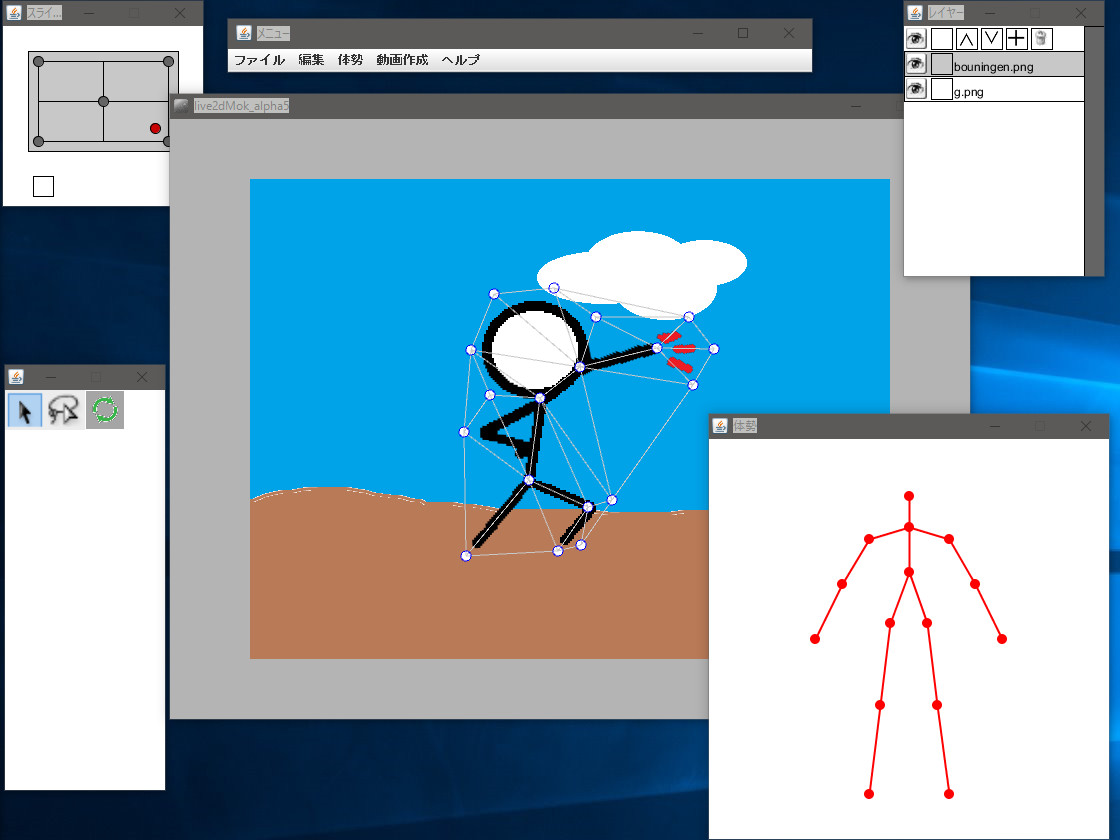 スライ...
メニュー
ファイル 編集 体勢 動画作成 ヘルプ
live2dMok_alpha5
レイヤー
bouningen.png
g.png
体勢